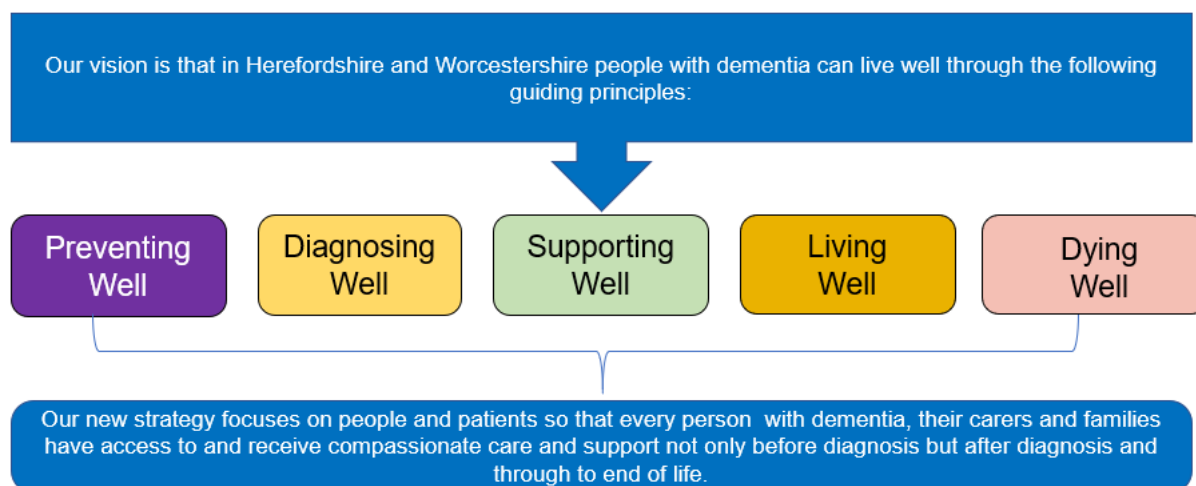 Our vision is that in Herefordshire and Worcestershire people with dementia can live well through the following
guiding principles:
Preventing
Well
Diagnosing
Well
Supporting
Well
Living
Well
Dying
Well
Our new strategy focuses on people and patients so that every person  with dementia, their carers and families
have access to and receive compassionate care and support not only before diagnosis but after diagnosis and
through to end of life.